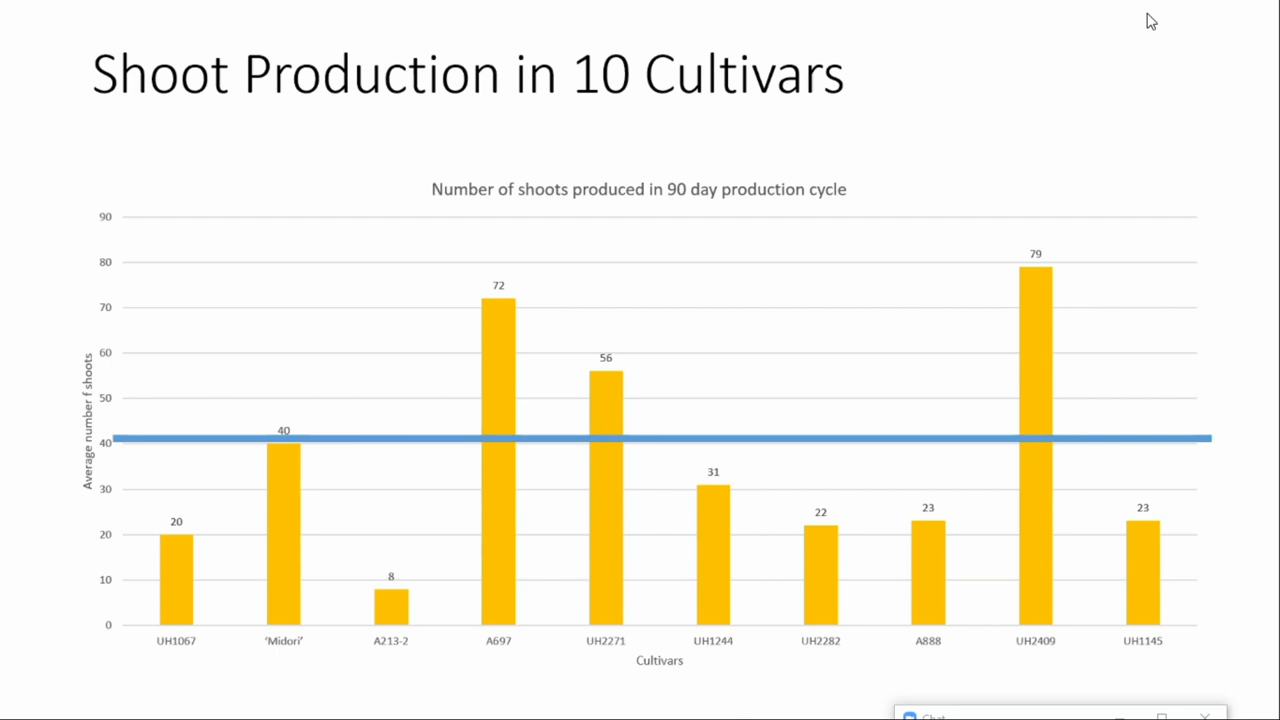 Shoot Production in 10 Cultivars
Number of shoots produced in 90 day production cycle
90
80
70
60
50
40
30
20
10
0
Average number f shoots
20
40
8
72
56
31
22
23
79
23
UH1067
‘Midori’
A213-2
A697
UH2271
UH1244
UH2282
A888
UH2409
UH1145
Cultivars
Chat